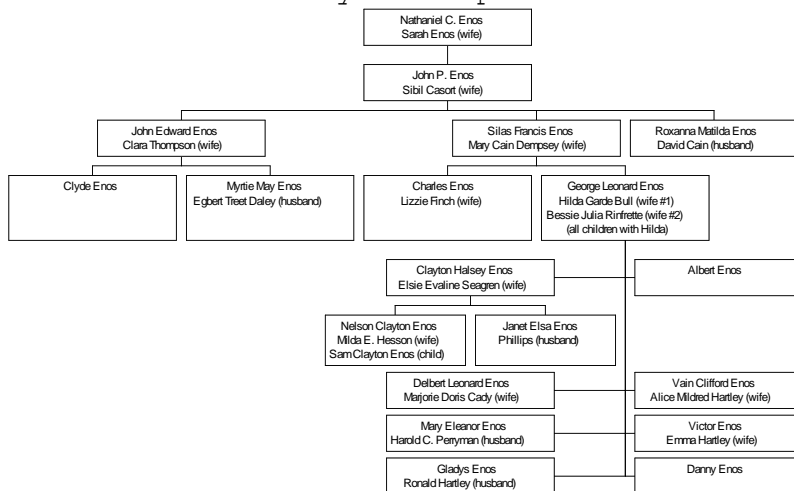 Nathaniel C. Enos
Sarah Enos (wife)
John P. Enos
Sibil Casort (wife)
John Edward Enos
Clara Thompson (wife)
Silas Francis Enos
Mary Cain Dempsey (wife)
Roxanna Matilda Enos
David Cain (husband)
Clyde Enos
Myrtie May Enos
Egbert Treet Daley (husband)
Charles Enos
Lizzie Finch (wife)
George Leonard Enos
Hilda Garde Bull (wife #1)
Bessie Julia Rinfrette (wife #2)
(all children with Hilda)
Clayton Halsey Enos
Elsie Evaline Seagren (wife)
Albert Enos
Nelson Clayton Enos
Milda E. Hesson (wife)
Sam Clayton Enos (child)
Janet Elsa Enos
Phillips (husband)
Delbert Leonard Enos
Marjorie Doris Cady (wife)
Vain Clifford Enos
Alice Mildred Hartley (wife)
Mary Eleanor Enos
Harold C. Perryman (husband)
Victor Enos
Emma Hartley (wife)
Gladys Enos
Ronald Hartley (husband)
Danny Enos